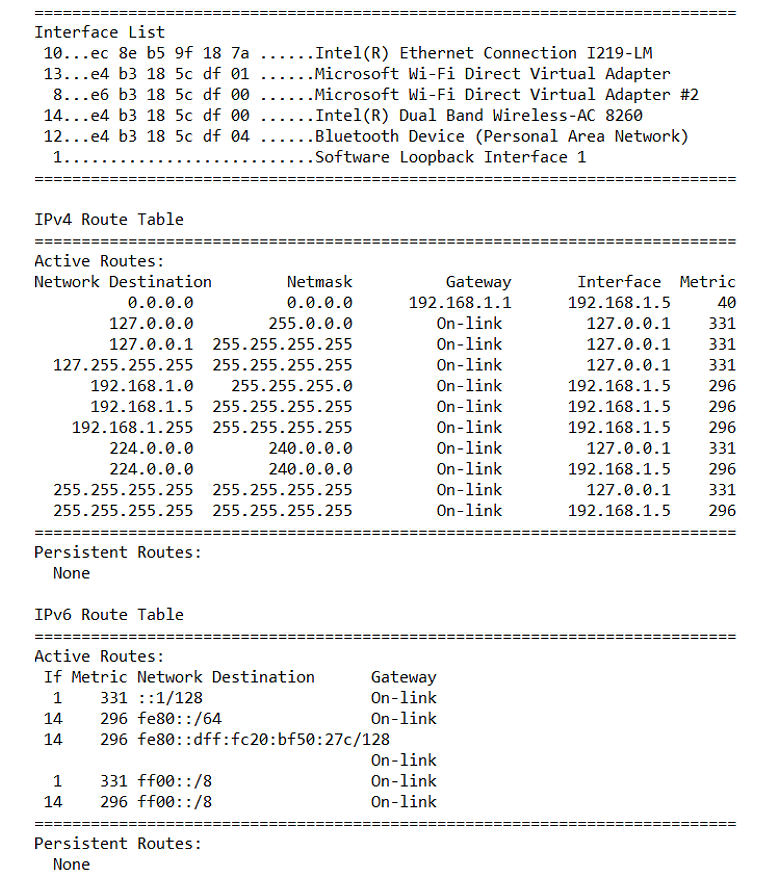 ===========================================================================
Interface List
 10...ec 8e b5 9f 18 7a ......Intel(R) Ethernet Connection I219-LM
 13...e4 b3 18 5c df 01 ......Microsoft Wi-Fi Direct Virtual Adapter
  8...e6 b3 18 5c df 00 ......Microsoft Wi-Fi Direct Virtual Adapter #2
 14...e4 b3 18 5c df 00 ......Intel(R) Dual Band Wireless-AC 8260
 12...e4 b3 18 5c df 04 ......Bluetooth Device (Personal Area Network)
  1...........................Software Loopback Interface 1
===========================================================================

IPv4 Route Table
===========================================================================
Active Routes:
Network Destination        Netmask          Gateway       Interface  Metric
          0.0.0.0          0.0.0.0      192.168.1.1      192.168.1.5     40
        127.0.0.0        255.0.0.0         On-link         127.0.0.1    331
        127.0.0.1  255.255.255.255         On-link         127.0.0.1    331
  127.255.255.255  255.255.255.255         On-link         127.0.0.1    331
      192.168.1.0    255.255.255.0         On-link       192.168.1.5    296
      192.168.1.5  255.255.255.255         On-link       192.168.1.5    296
    192.168.1.255  255.255.255.255         On-link       192.168.1.5    296
        224.0.0.0        240.0.0.0         On-link         127.0.0.1    331
        224.0.0.0        240.0.0.0         On-link       192.168.1.5    296
  255.255.255.255  255.255.255.255         On-link         127.0.0.1    331
  255.255.255.255  255.255.255.255         On-link       192.168.1.5    296
===========================================================================
Persistent Routes:
  None

IPv6 Route Table
===========================================================================
Active Routes:
 If Metric Network Destination      Gateway
  1    331 ::1/128                  On-link
 14    296 fe80::/64                On-link
 14    296 fe80::dff:fc20:bf50:27c/128
                                    On-link
  1    331 ff00::/8                 On-link
 14    296 ff00::/8                 On-link
===========================================================================
Persistent Routes:
  None